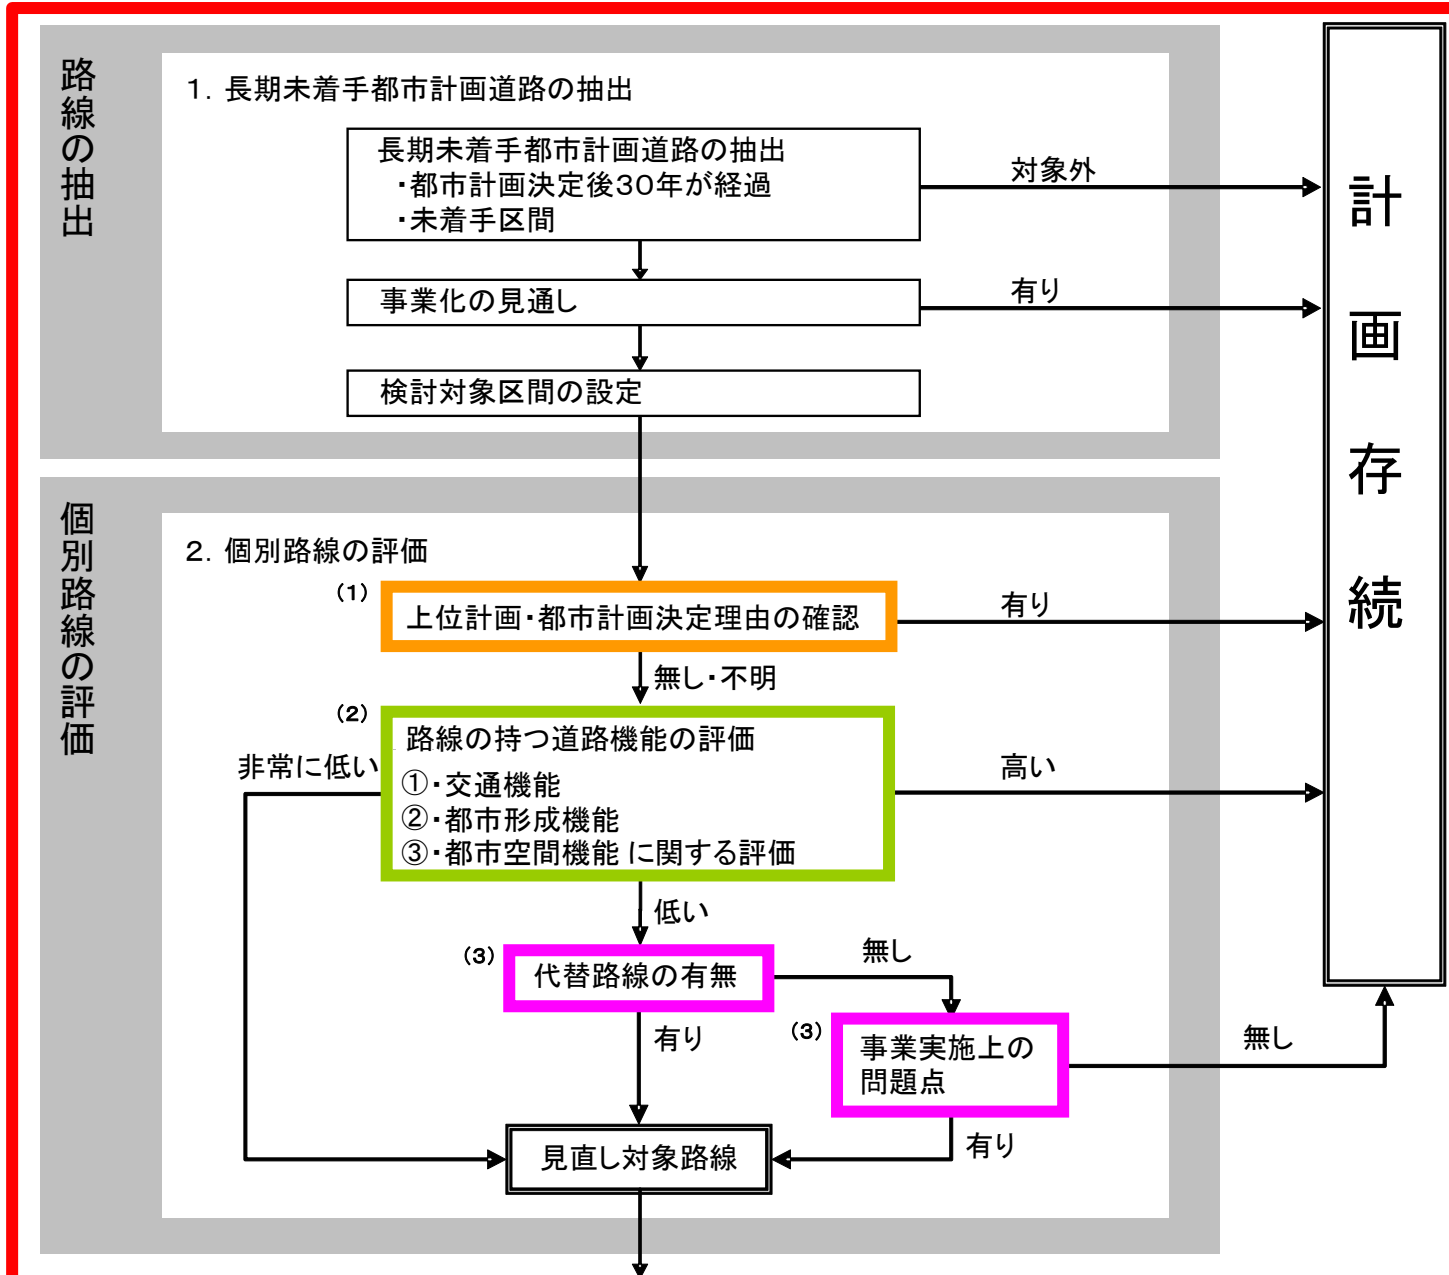 路線の抽出
1．長期未着手都市計画道路の抽出
長期未着手都市計画道路の抽出
・都市計画決定後30年が経過
・未着手区間
対象外
事業化の見通し
有り
検討対象区間の設定
計画存続
個別路線の評価
2．個別路線の評価
(1)
上位計画・都市計画決定理由の確認
有り
無し・不明
(2)
路線の持つ道路機能の評価
①・交通機能
②・都市形成機能
③・都市空間機能 に関する評価
非常に低い
高い
低い
(3)
代替路線の有無
無し
有り
(3)
事業実施上の
問題点
無し
有り
見直し対象路線